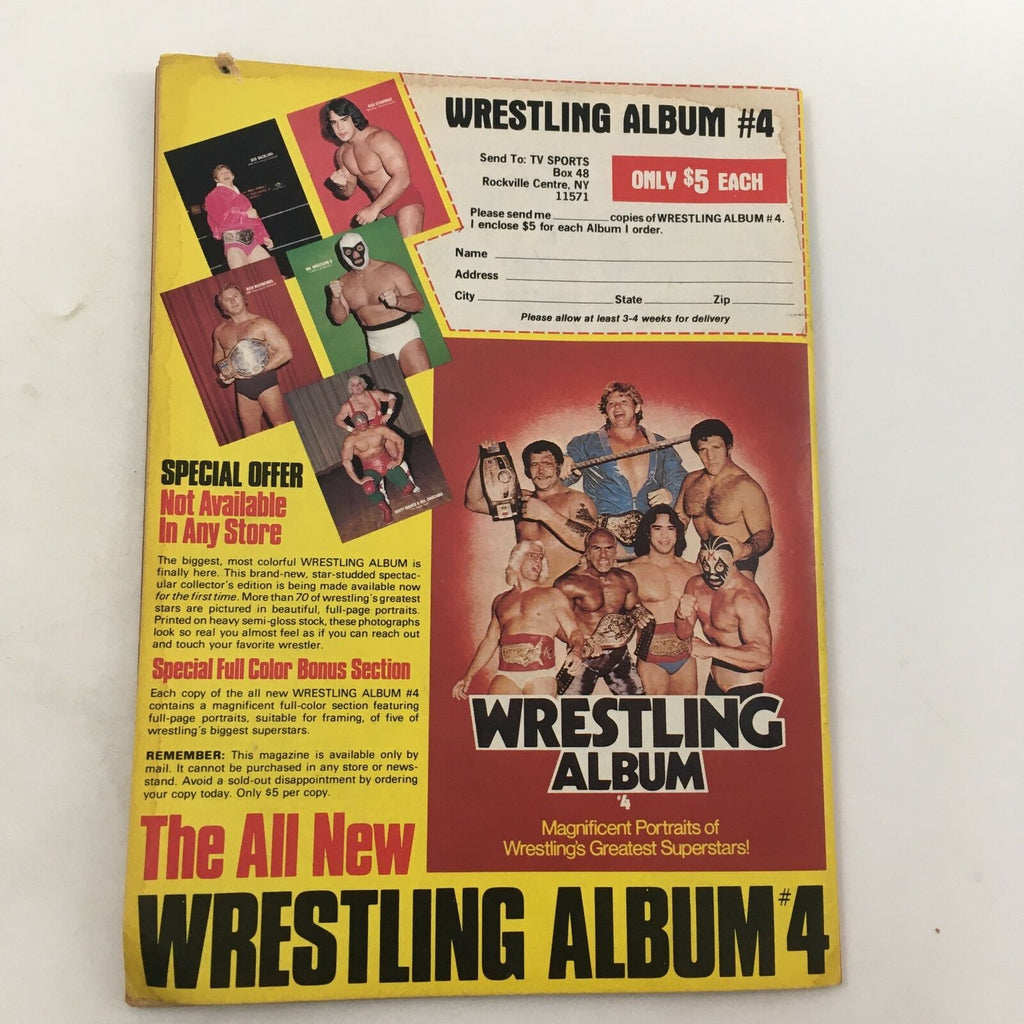 WRESTLING ALBUM #4
Send To: TV SPORTS
Box 48
Rockville Centre, NY
11571
ONLY $5 EACH
Please send me ________ copies of WRESTLING ALBUM #4.
I enclose $5 for each Album I order.
Name
Address
City State Zip
Please allow at least 3-4 weeks for delivery
SPECIAL OFFER
Not Available
In Any Store
The biggest, most colorful WRESTLING ALBUM is
finally here. This brand-new, star-studded spectac-
ular collector's edition is being made available now
for the first time. More than 70 of wrestling's greatest
stars are pictured in beautiful, full-page portraits.
Printed on heavy semi-gloss stock, these photographs
look so real you almost feel as if you can reach out
and touch your favorite wrestler.
Special Full Color Bonus Section
Each copy of the all new WRESTLING ALBUM #4
contains a magnificent full-color section featuring
full-page portraits, suitable for framing, of five of
wrestling's biggest superstars.
REMEMBER: This magazine is available only by
mail. It cannot be purchased in any store or news-
stand. Avoid a sold-out disappointment by ordering
your copy today. Only $5 per copy.
WRESTLING
ALBUM
#4
Magnificent Portraits of
Wrestling's Greatest Superstars!
The All New
WRESTLING ALBUM #4